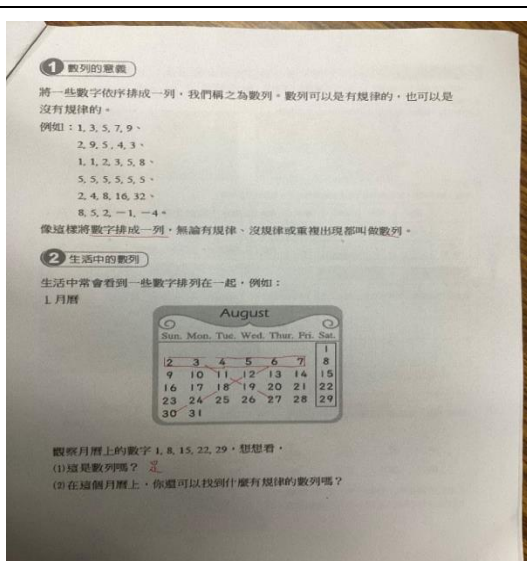 1 數列的意義
將一些數字依序排成一列，我們稱之為數列。數列可以是有規律的，也可以是
沒有規律的。
例如：1, 3, 5, 7, 9、
2, 9, 5, 4, 3、
1, 1, 2, 3, 5, 8、
5, 5, 5, 5, 5, 5、
2, 4, 8, 16, 32、
8, 5, 2, －1, －4。
像這樣將數字排成一列，無論有規律、沒規律或重複出現都叫做數列。
2 生活中的數列
生活中常會看到一些數字排列在一起，例如：
1. 月曆
August
Sun. Mon. Tue. Wed. Thur. Fri. Sat.
1
2 3 4 5 6 7 8
9 10 11 12 13 14 15
16 17 18 19 20 21 22
23 24 25 26 27 28 29
30 31
觀察月曆上的數字 1, 8, 15, 22, 29，想想看，
(1)這是數列嗎？
(2)在這個月曆上，你還可以找到什麼有規律的數列嗎？